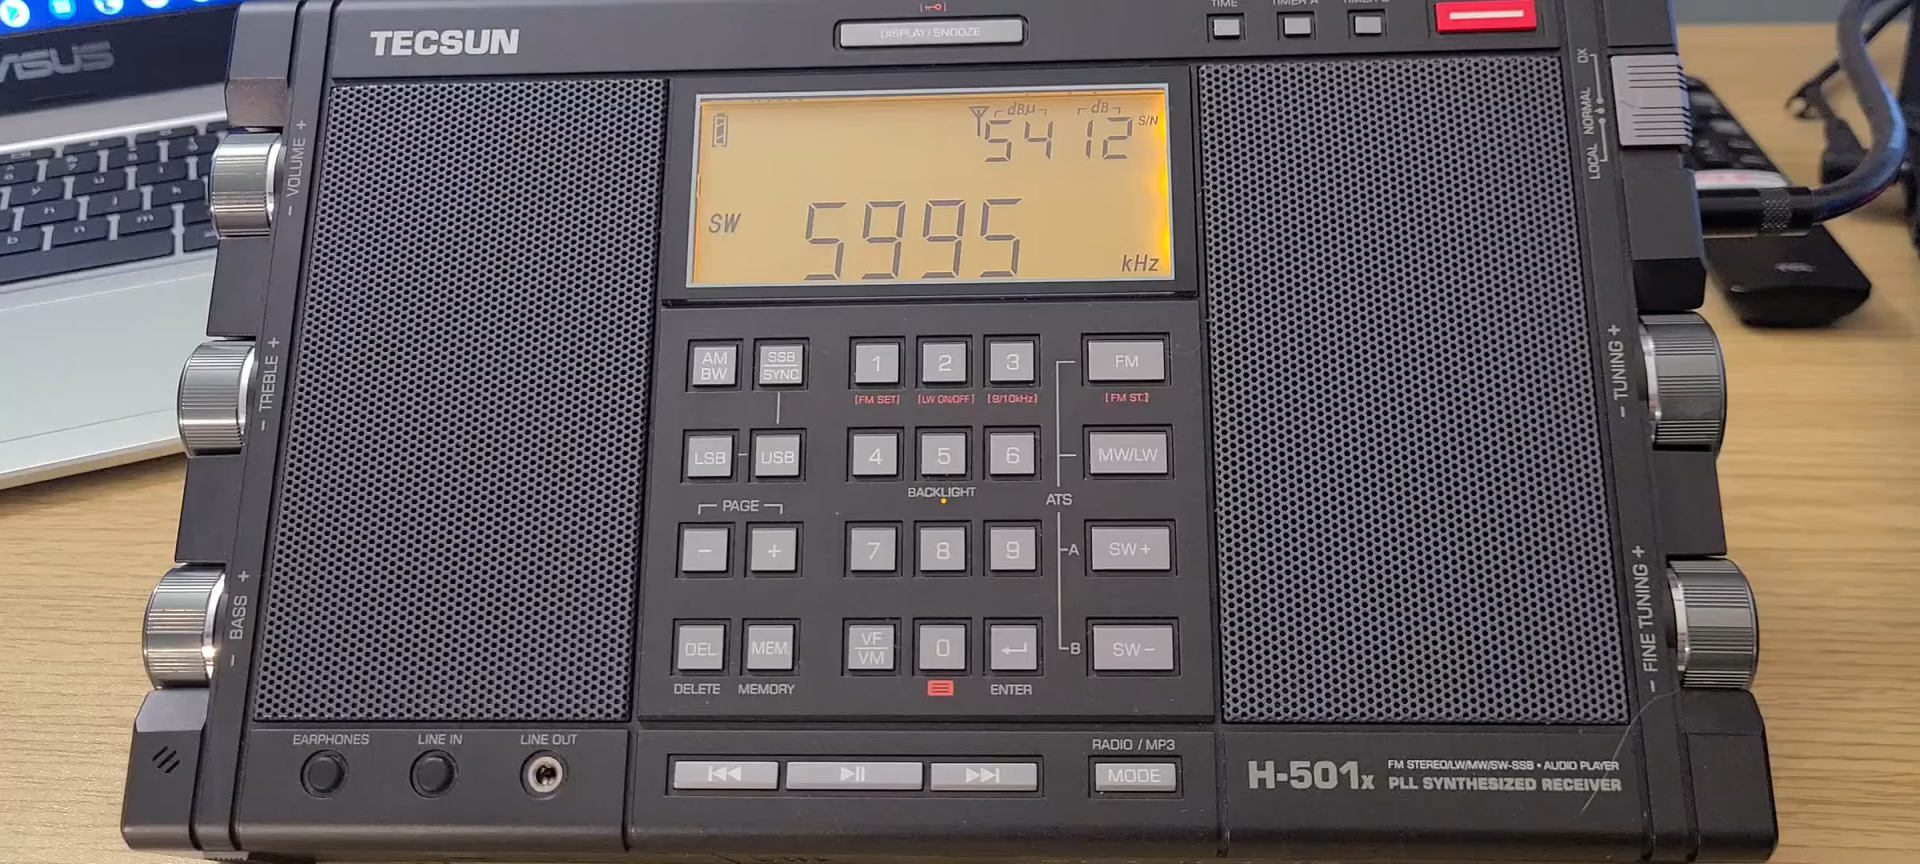 ASUS
TECSUN
DISPLAY/SNOOZE
TIME
TIMER A
dBμ
dB
S/N
54 12
SW
5995
kHz
DX
NORMAL
LOCAL
- VOLUME +
- TREBLE +
- BASS +
- TUNING +
- FINE TUNING +
AM BW
SSB SYNC
1
2
3
FM
[FM SET]
[LW ON/OFF]
[9/10kHz]
[FM ST.]
LSB
USB
4
5
6
MW/LW
BACKLIGHT
ATS
PAGE
-
+
7
8
9
A
SW+
DEL
MEM
VF VM
0
B
SW-
DELETE
MEMORY
ENTER
EARPHONES
LINE IN
LINE OUT
RADIO / MP3
MODE
H-501x
FM STEREO/LW/MW/SW-SSB • AUDIO PLAYER
PLL SYNTHESIZED RECEIVER